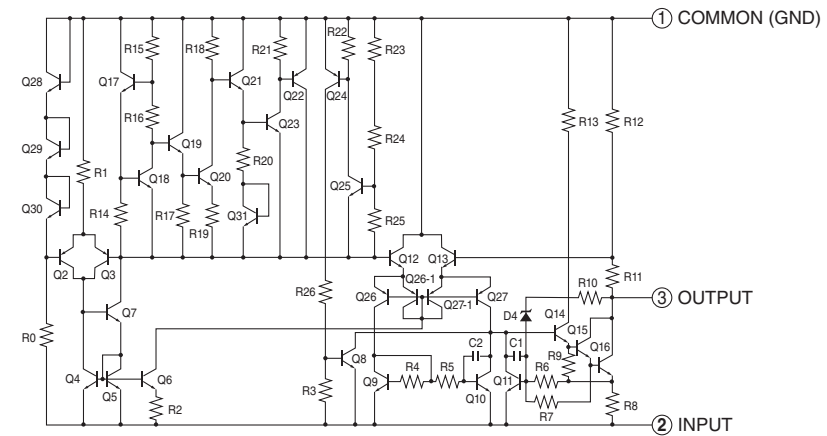 1 COMMON (GND)
R15 R18 R21 R22 R23
Q28 Q17 Q21 Q22 Q24
R16 Q23 R13 R12
Q29 R1 Q19 R24
Q18 Q20 R20 Q25
Q30 R14 R17 R19 Q31 R25
Q2 Q3 Q12 Q13
Q26-1 R11
R26 Q26 Q27-1 Q27 R10
3 OUTPUT
Q7 D4 Q14 Q15
R0 C2 C1 Q16
Q8 R9
Q4 Q5 Q6 R3 Q9 R4 R5 Q10 Q11 R6
R2 R7 R8
2 INPUT